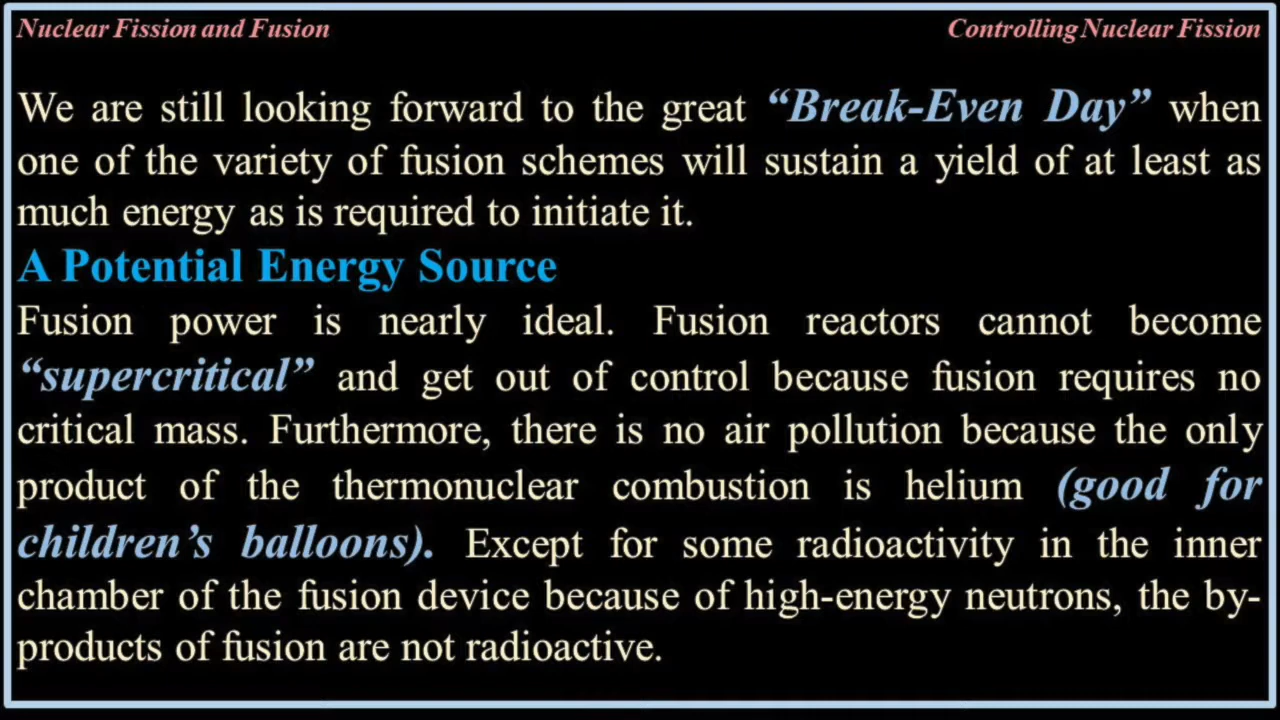 Nuclear Fission and Fusion
Controlling Nuclear Fission
We are still looking forward to the great “Break-Even Day” when
one of the variety of fusion schemes will sustain a yield of at least as
much energy as is required to initiate it.
A Potential Energy Source
Fusion power is nearly ideal. Fusion reactors cannot become
“supercritical” and get out of control because fusion requires no
critical mass. Furthermore, there is no air pollution because the only
product of the thermonuclear combustion is helium (good for
children’s balloons). Except for some radioactivity in the inner
chamber of the fusion device because of high-energy neutrons, the by-
products of fusion are not radioactive.